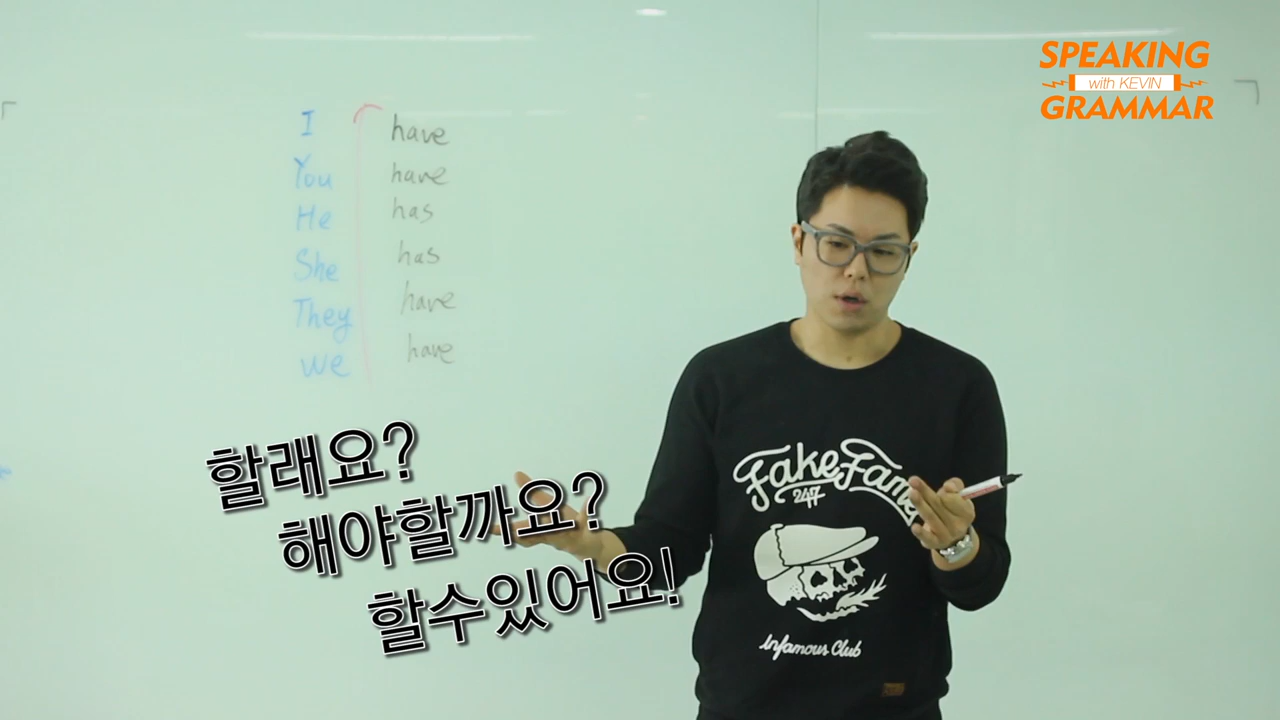 SPEAKING
with KEVIN
GRAMMAR
I have
You have
He has
She has
They have
we have
할래요?
해야할까요?
할수있어요!
Fake Fame
247
Infamous Club